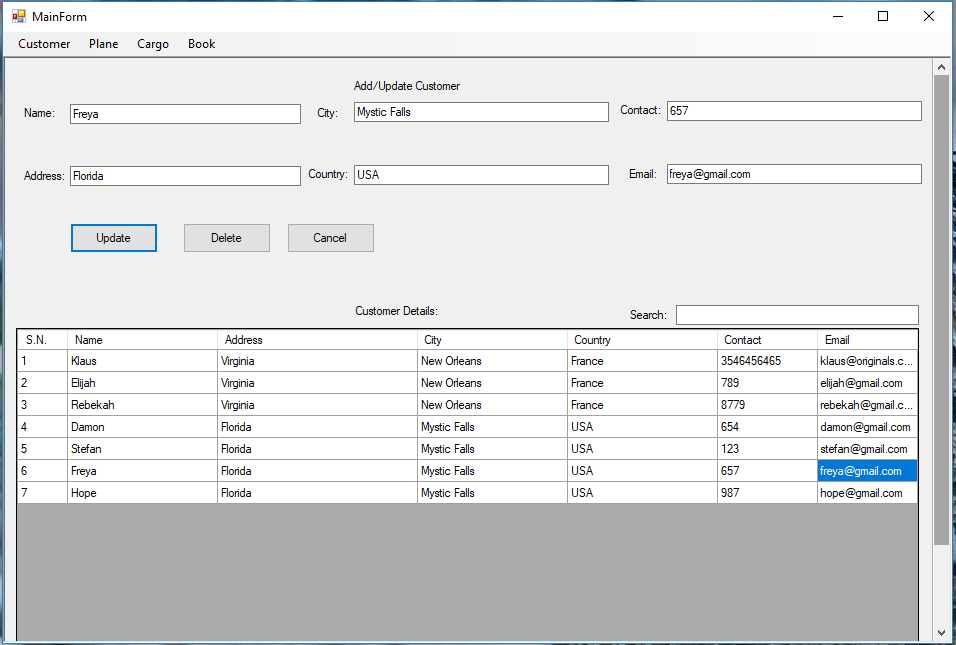 MainForm
Customer Plane Cargo Book
Add/Update Customer
Name: Freya City: Mystic Falls Contact: 657
Address: Florida Country: USA Email: freya@gmail.com
Update Delete Cancel
Customer Details: Search:
S.N. Name Address City Country Contact Email
1 Klaus Virginia New Orleans France 3546456465 klaus@originals.c...
2 Elijah Virginia New Orleans France 789 elijah@gmail.com
3 Rebekah Virginia New Orleans France 8779 rebekah@gmail.c...
4 Damon Florida Mystic Falls USA 654 damon@gmail.com
5 Stefan Florida Mystic Falls USA 123 stefan@gmail.com
6 Freya Florida Mystic Falls USA 657 freya@gmail.com
7 Hope Florida Mystic Falls USA 987 hope@gmail.com